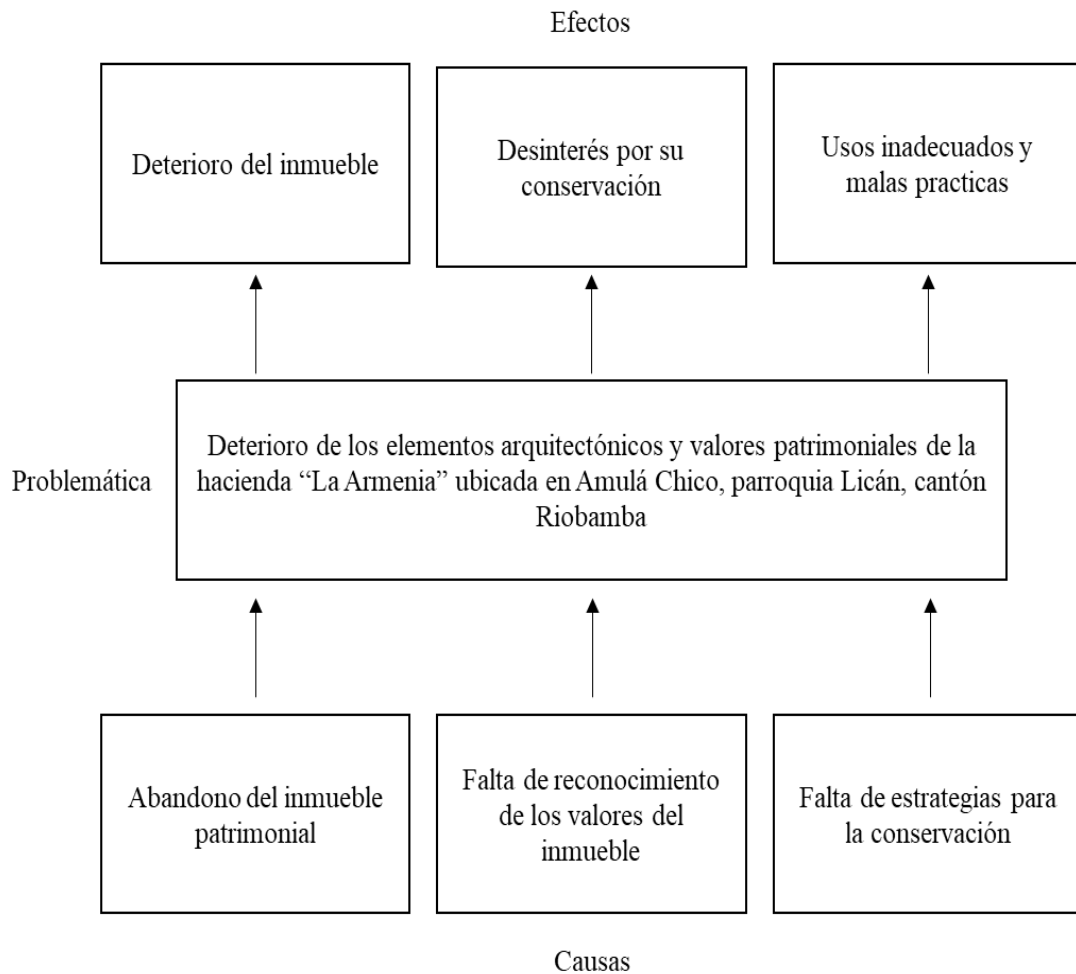 Efectos
Deterioro del inmueble
Desinterés por su
conservación
Usos inadecuados y
malas practicas
Problemática
Deterioro de los elementos arquitectónicos y valores patrimoniales de la
hacienda “La Armenia” ubicada en Amulá Chico, parroquia Licán, cantón
Riobamba
Abandono del inmueble
patrimonial
Falta de reconocimiento
de los valores del
inmueble
Falta de estrategias para
la conservación
Causas